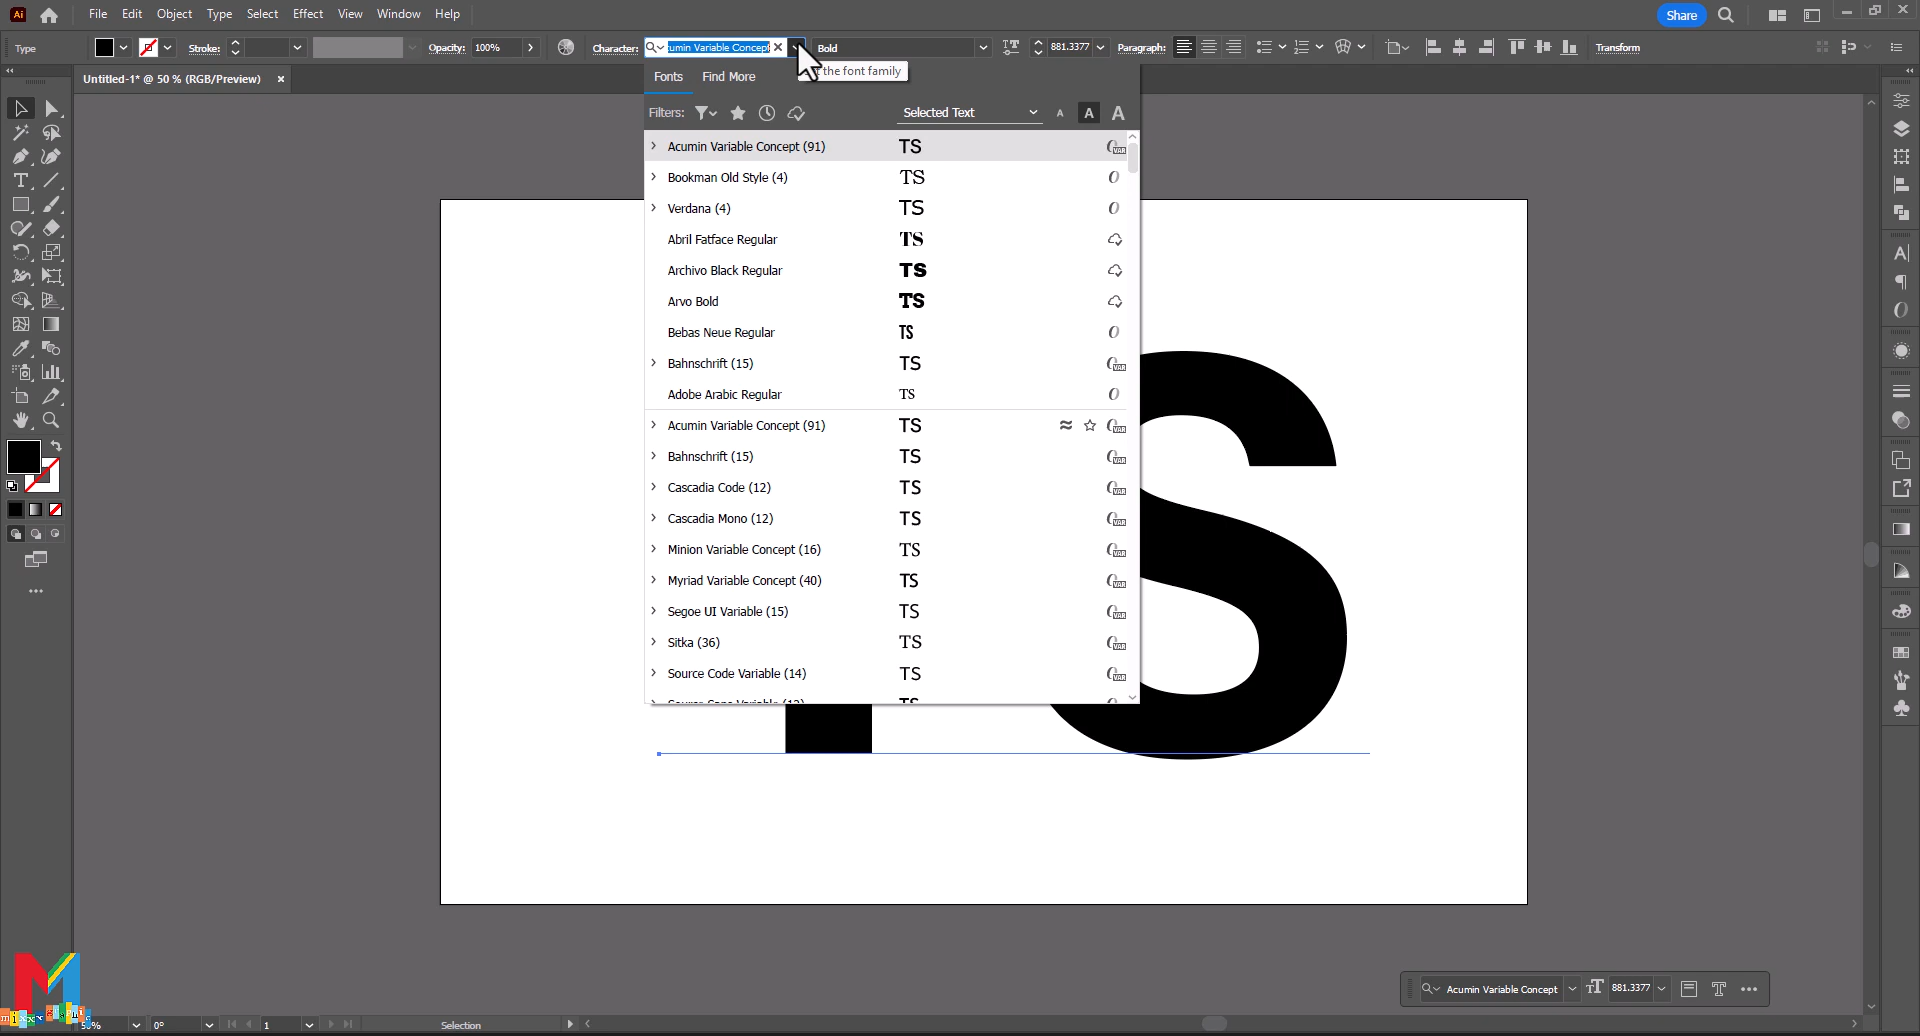 Ai File Edit Object Type Select Effect View Window Help Share
Type Stroke: Opacity: 100% Character: cumin Variable Concept Bold 881.3377 Paragraph: Transform
the font family
Untitled-1* @ 50 % (RGB/Preview)
Fonts Find More
Filters: Selected Text A A A
Acumin Variable Concept (91) TS
Bookman Old Style (4) TS
Verdana (4) TS
Abril Fatface Regular TS
Archivo Black Regular TS
Arvo Bold TS
Bebas Neue Regular TS
Bahnschrift (15) TS
Adobe Arabic Regular TS
Acumin Variable Concept (91) TS
Bahnschrift (15) TS
Cascadia Code (12) TS
Cascadia Mono (12) TS
Minion Variable Concept (16) TS
Myriad Variable Concept (40) TS
Segoe UI Variable (15) TS
Sitka (36) TS
Source Code Variable (14) TS
S
Acumin Variable Concept 881.3377
M
0° 1 Selection